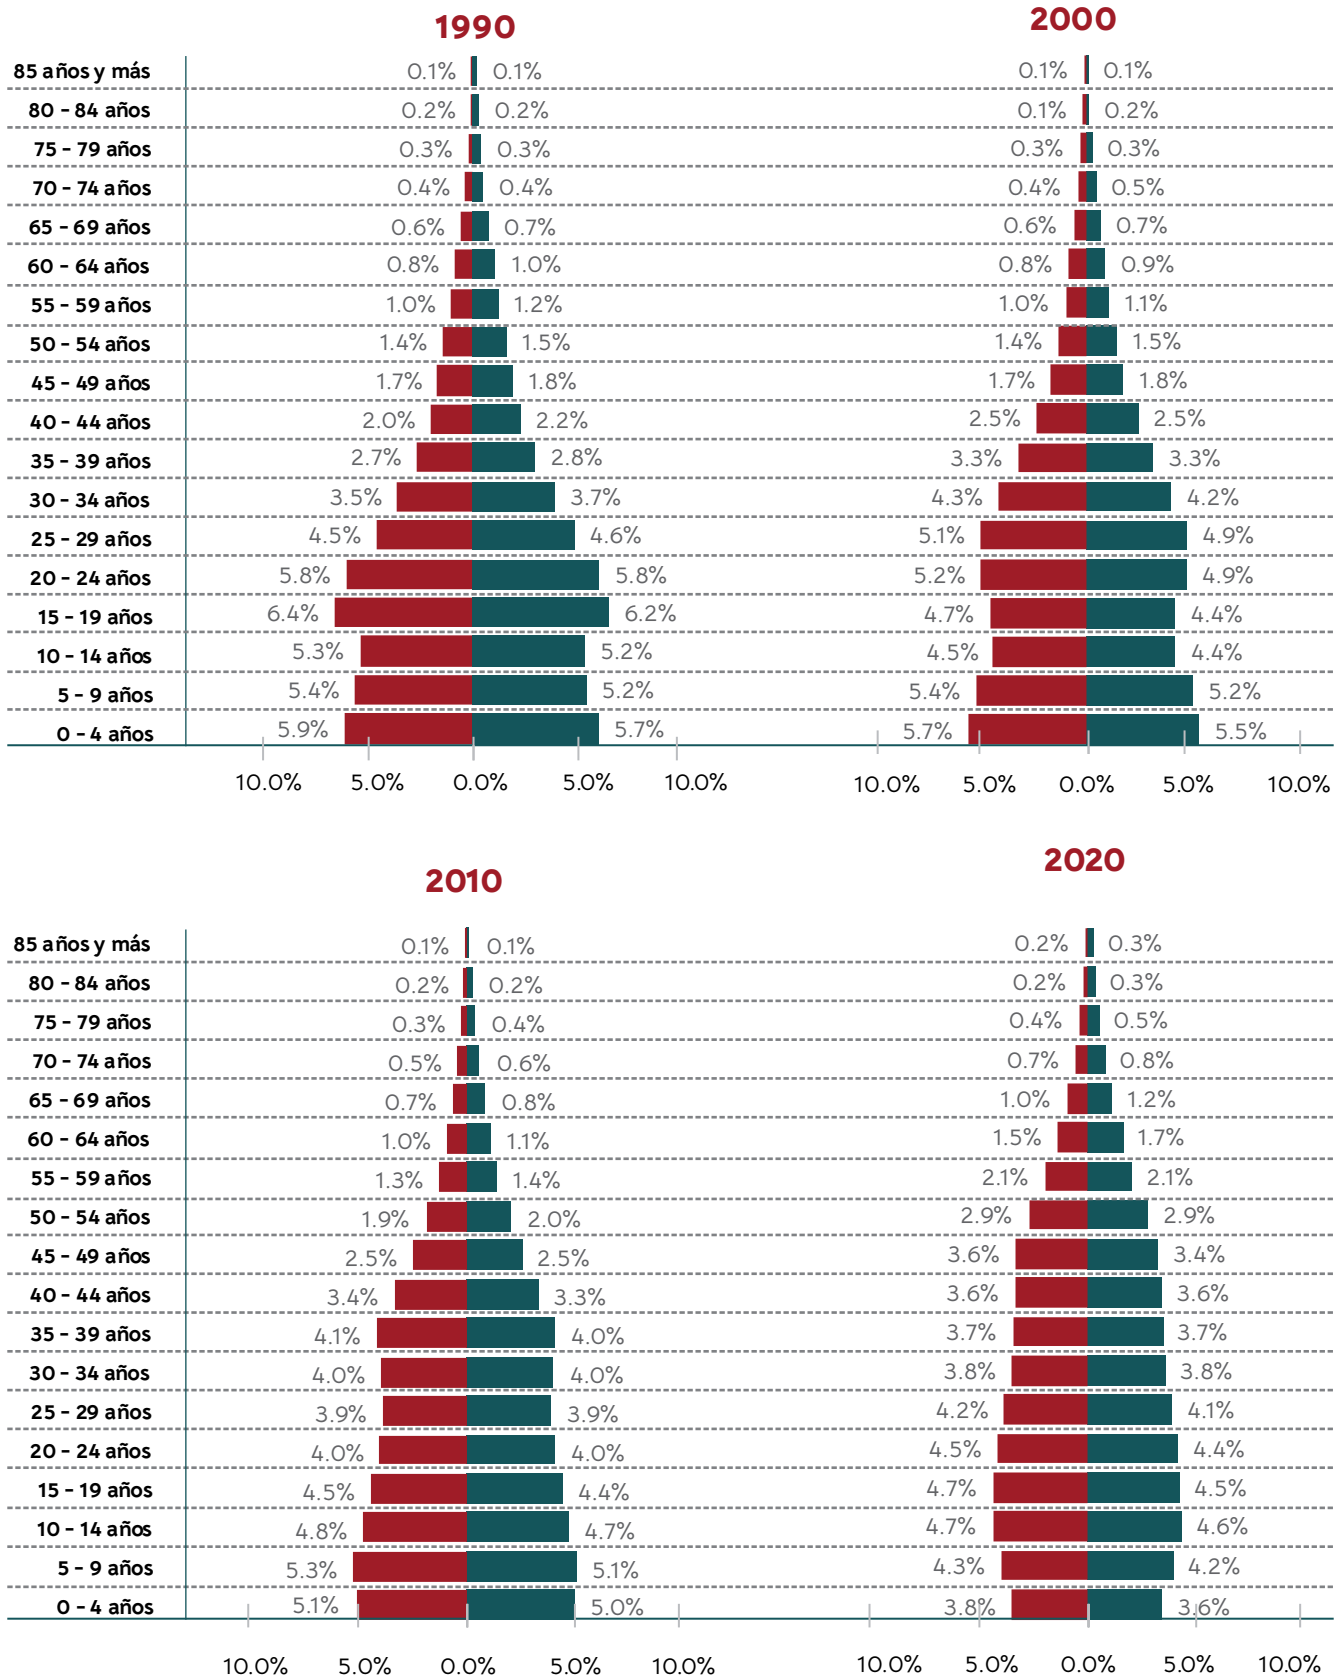 1990 2000
85 años y más 0.1% 0.1% 0.1% 0.1%
80 - 84 años 0.2% 0.2% 0.1% 0.2%
75 - 79 años 0.3% 0.3% 0.3% 0.3%
70 - 74 años 0.4% 0.4% 0.4% 0.5%
65 - 69 años 0.6% 0.7% 0.6% 0.7%
60 - 64 años 0.8% 1.0% 0.8% 0.9%
55 - 59 años 1.0% 1.2% 1.0% 1.1%
50 - 54 años 1.4% 1.5% 1.4% 1.5%
45 - 49 años 1.7% 1.8% 1.7% 1.8%
40 - 44 años 2.0% 2.2% 2.5% 2.5%
35 - 39 años 2.7% 2.8% 3.3% 3.3%
30 - 34 años 3.5% 3.7% 4.3% 4.2%
25 - 29 años 4.5% 4.6% 5.1% 4.9%
20 - 24 años 5.8% 5.8% 5.2% 4.9%
15 - 19 años 6.4% 6.2% 4.7% 4.4%
10 - 14 años 5.3% 5.2% 4.5% 4.4%
5 - 9 años 5.4% 5.2% 5.4% 5.2%
0 - 4 años 5.9% 5.7% 5.7% 5.5%
10.0% 5.0% 0.0% 5.0% 10.0% 10.0% 5.0% 0.0% 5.0% 10.0%
2010 2020
85 años y más 0.1% 0.1% 0.2% 0.3%
80 - 84 años 0.2% 0.2% 0.2% 0.3%
75 - 79 años 0.3% 0.4% 0.4% 0.5%
70 - 74 años 0.5% 0.6% 0.7% 0.8%
65 - 69 años 0.7% 0.8% 1.0% 1.2%
60 - 64 años 1.0% 1.1% 1.5% 1.7%
55 - 59 años 1.3% 1.4% 2.1% 2.1%
50 - 54 años 1.9% 2.0% 2.9% 2.9%
45 - 49 años 2.5% 2.5% 3.6% 3.4%
40 - 44 años 3.4% 3.3% 3.6% 3.6%
35 - 39 años 4.1% 4.0% 3.7% 3.7%
30 - 34 años 4.0% 4.0% 3.8% 3.8%
25 - 29 años 3.9% 3.9% 4.2% 4.1%
20 - 24 años 4.0% 4.0% 4.5% 4.4%
15 - 19 años 4.5% 4.4% 4.7% 4.5%
10 - 14 años 4.8% 4.7% 4.7% 4.6%
5 - 9 años 5.3% 5.1% 4.3% 4.2%
0 - 4 años 5.1% 5.0% 3.8% 3.6%
10.0% 5.0% 0.0% 5.0% 10.0% 10.0% 5.0% 0.0% 5.0% 10.0%